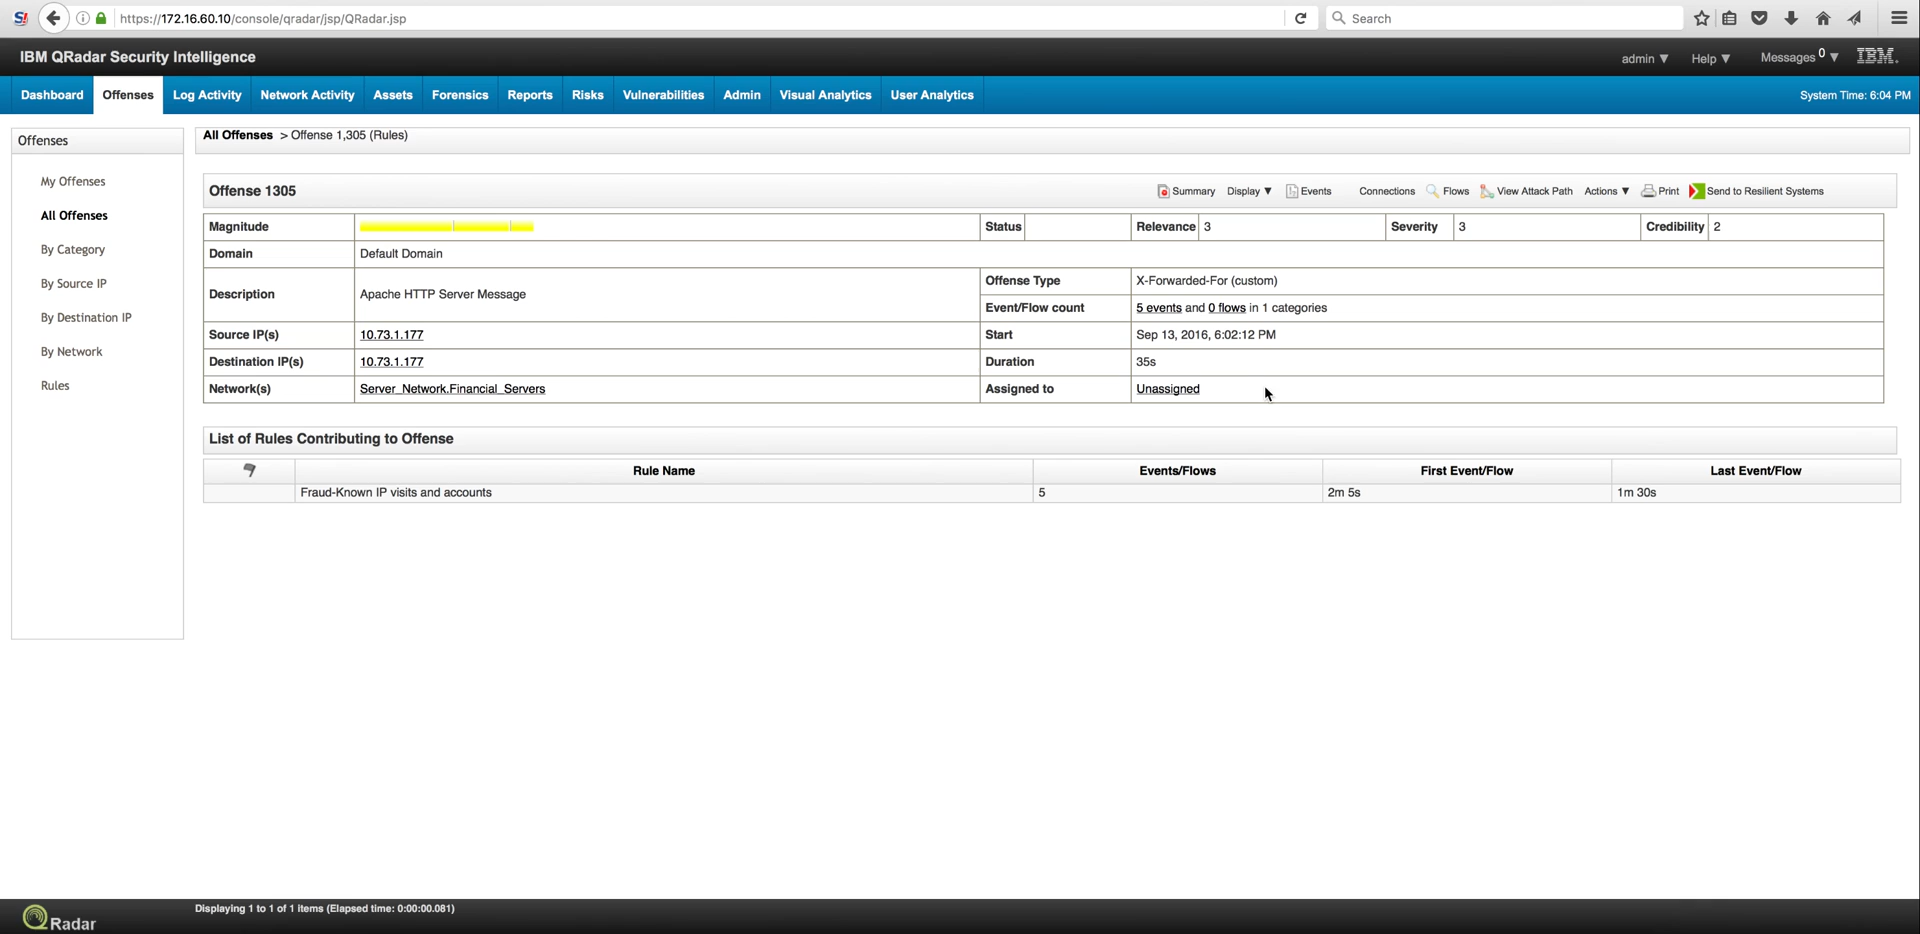 https://172.16.60.10/console/qradar/jsp/QRadar.jsp Search
IBM QRadar Security Intelligence admin ▼ Help ▼ Messages 0 ▼ IBM.
Dashboard Offenses Log Activity Network Activity Assets Forensics Reports Risks Vulnerabilities Admin Visual Analytics User Analytics System Time: 6:04 PM
Offenses
My Offenses
All Offenses
By Category
By Source IP
By Destination IP
By Network
Rules
All Offenses > Offense 1,305 (Rules)
Offense 1305 Summary Display ▼ Events Connections Flows View Attack Path Actions ▼ Print Send to Resilient Systems
Magnitude Status Relevance 3 Severity 3 Credibility 2
Domain Default Domain
Description Apache HTTP Server Message
Offense Type X-Forwarded-For (custom)
Event/Flow count 5 events and 0 flows in 1 categories
Source IP(s) 10.73.1.177 Start Sep 13, 2016, 6:02:12 PM
Destination IP(s) 10.73.1.177 Duration 35s
Network(s) Server_Network.Financial_Servers Assigned to Unassigned
List of Rules Contributing to Offense
Rule Name Events/Flows First Event/Flow Last Event/Flow
Fraud-Known IP visits and accounts 5 2m 5s 1m 30s
QRadar
Displaying 1 to 1 of 1 items (Elapsed time: 0:00:00.081)